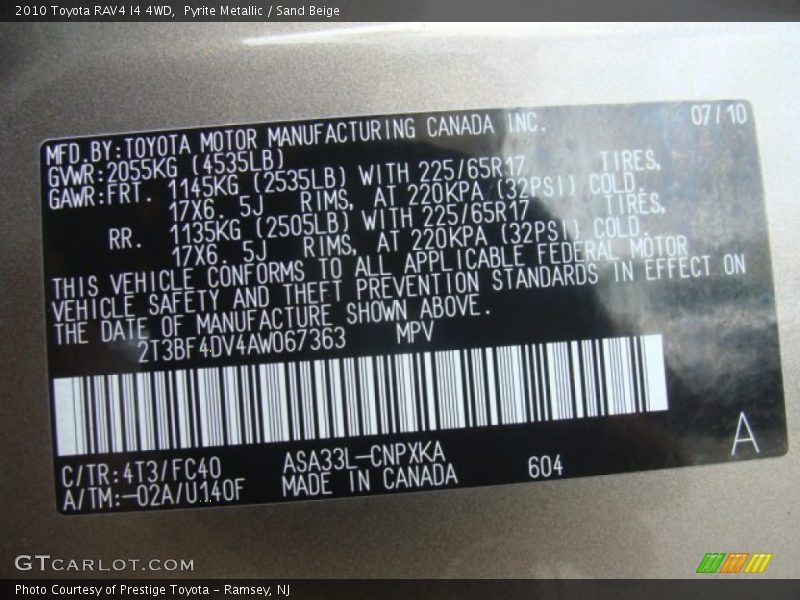 2010 Toyota RAV4 I4 4WD,  Pyrite Metallic / Sand Beige
07/10
MFD.BY:TOYOTA MOTOR MANUFACTURING CANADA INC.
GVWR:2055KG (4535LB)
GAWR:FRT. 1145KG (2535LB) WITH 225/65R17 TIRES,
17X6. 5J RIMS, AT 220KPA (32PSI) COLD.
RR. 1135KG (2505LB) WITH 225/65R17 TIRES,
17X6. 5J RIMS, AT 220KPA (32PSI) COLD.
THIS VEHICLE CONFORMS TO ALL APPLICABLE FEDERAL MOTOR
VEHICLE SAFETY AND THEFT PREVENTION STANDARDS IN EFFECT ON
THE DATE OF MANUFACTURE SHOWN ABOVE.
2T3BF4DV4AW067363 MPV
A
C/TR:4T3/FC40 ASA33L-CNPXKA 604
A/TM:-02A/U140F MADE IN CANADA
GTCARLOT.COM
Photo Courtesy of Prestige Toyota - Ramsey, NJ